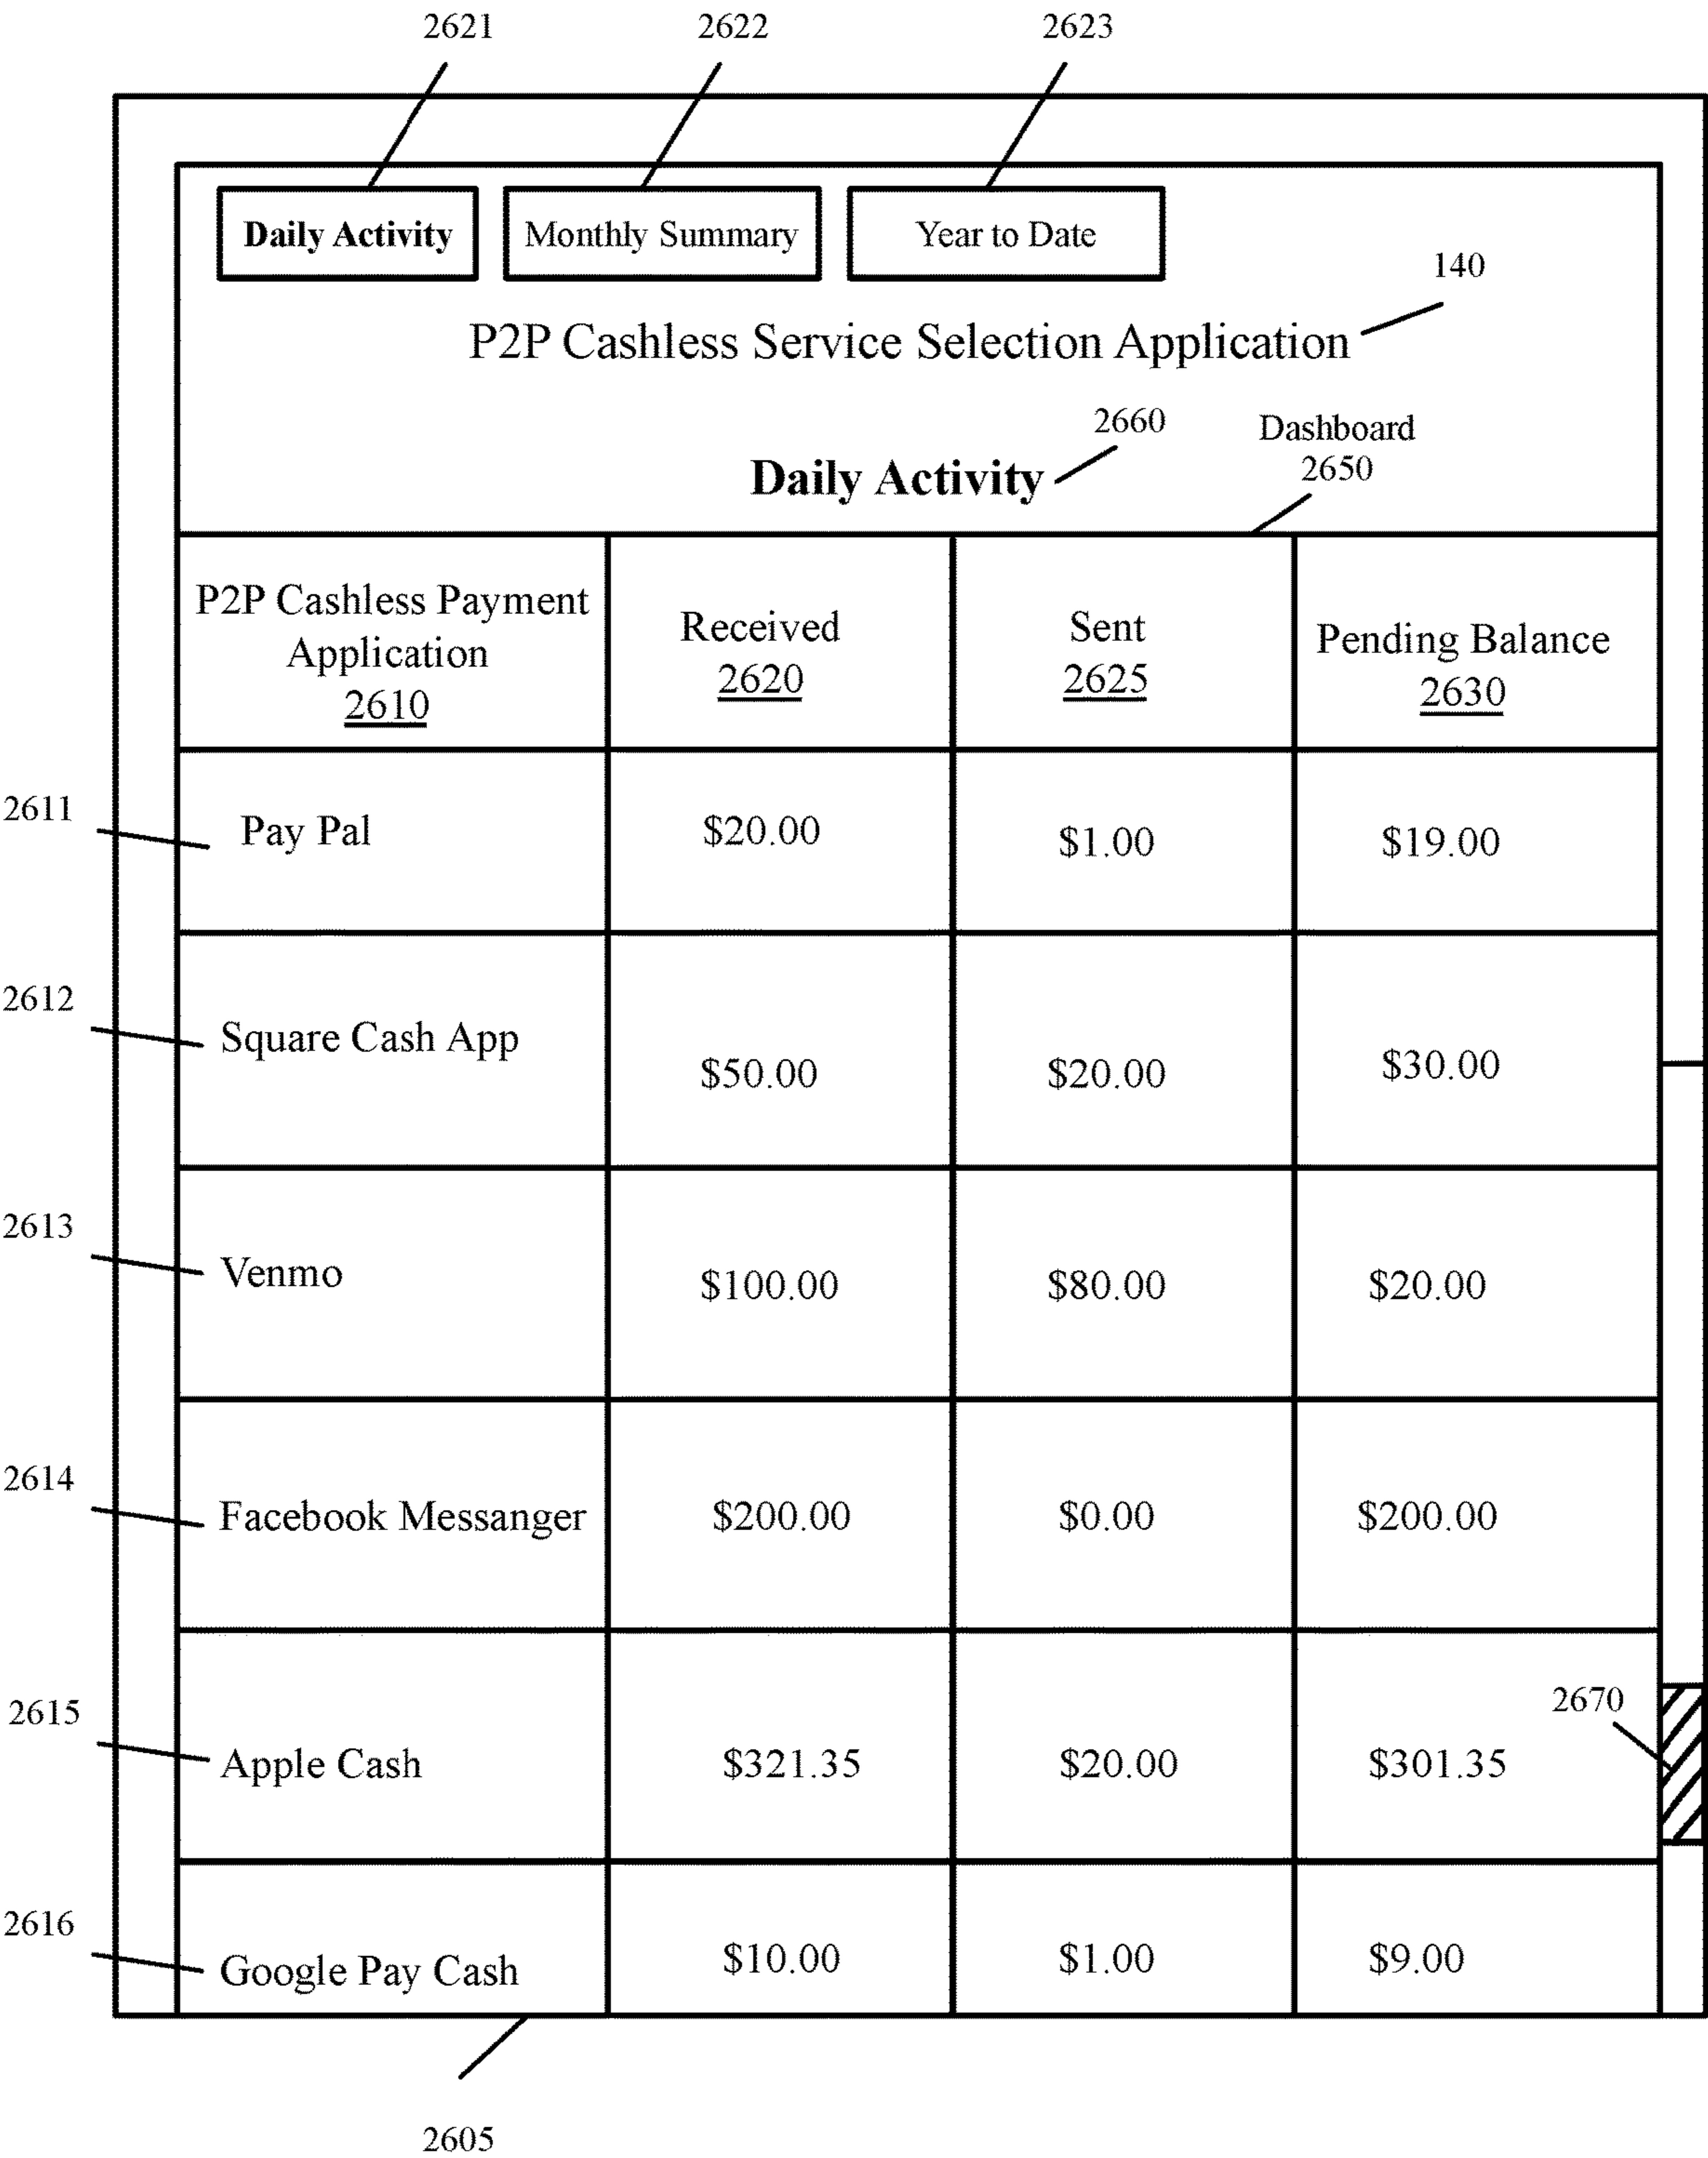 2621 2622 2623
Daily Activity Monthly Summary Year to Date
140
P2P Cashless Service Selection Application
2660 Dashboard
2650
Daily Activity
P2P Cashless Payment
Application
2610
Received
2620
Sent
2625
Pending Balance
2630
2611 Pay Pal $20.00 $1.00 $19.00
2612 Square Cash App $50.00 $20.00 $30.00
2613 Venmo $100.00 $80.00 $20.00
2614 Facebook Messanger $200.00 $0.00 $200.00
2670
2615 Apple Cash $321.35 $20.00 $301.35
2616 Google Pay Cash $10.00 $1.00 $9.00
2605